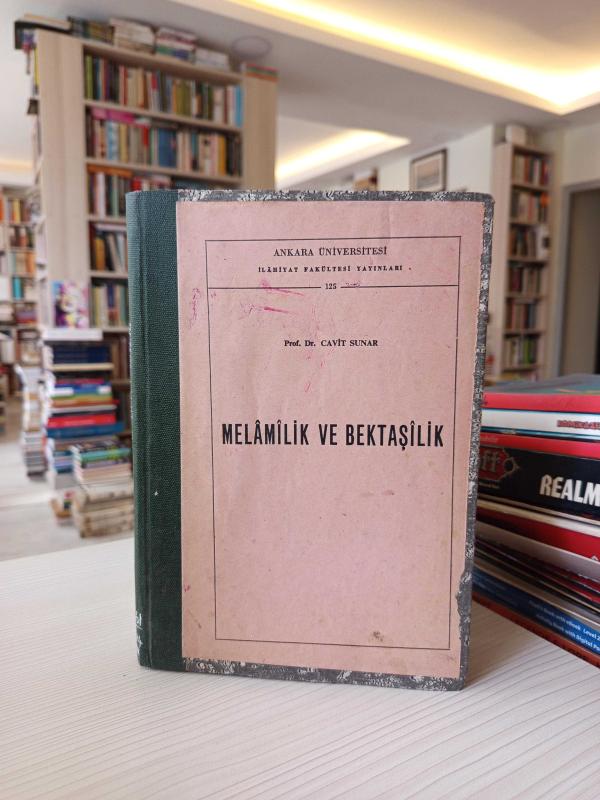 ANKARA ÜNİVERSİTESİ
İLÂHİYAT FAKÜLTESİ YAYINLARI
125
Prof. Dr. CAVİT SUNAR
MELÂMÎLİK VE BEKTAŞÎLİK
REALM